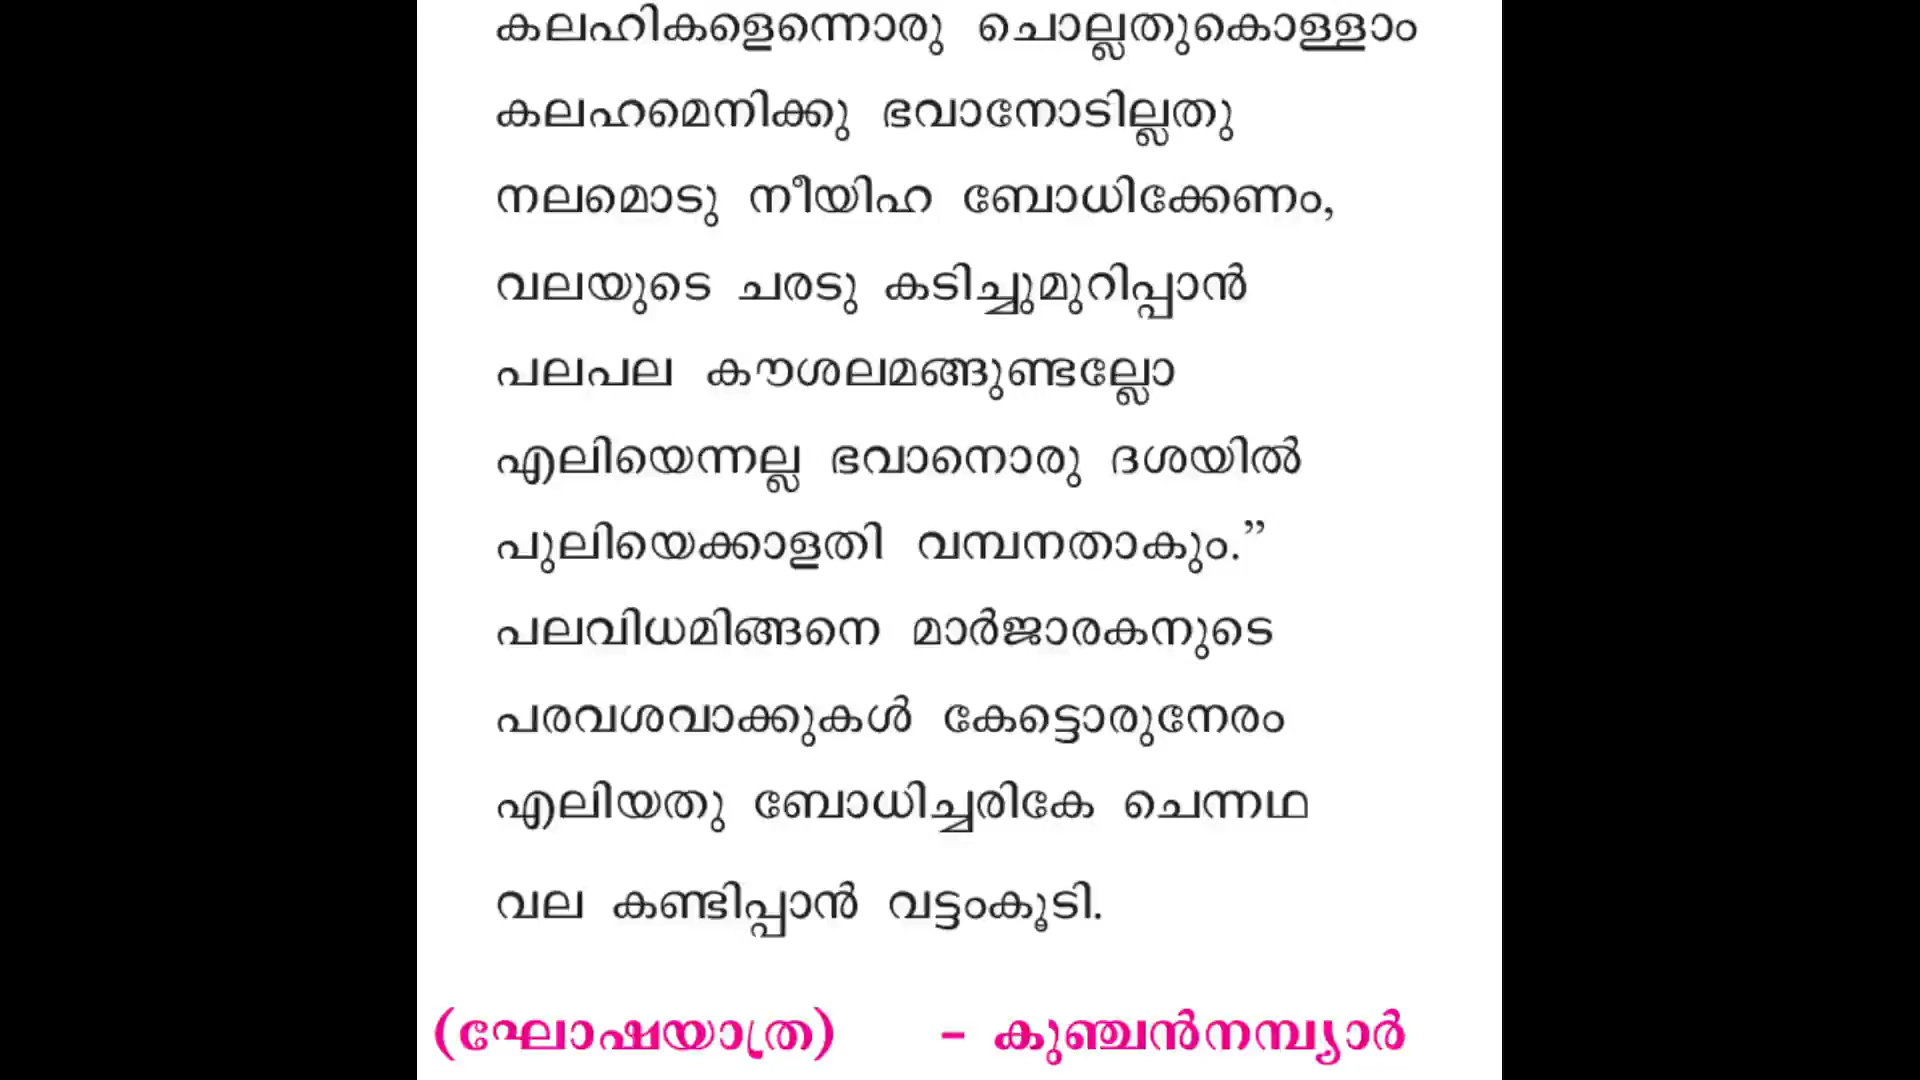 കലഹികളെന്നൊരു ചൊല്ലതുകൊള്ളാം
കലഹമെനിക്കു ഭവാനോടില്ലതു
നലമൊടു നീയിഹ ബോധിക്കേണം,
വലയുടെ ചരടു കടിച്ചുമുറിപ്പാൻ
പലപല കൗശലമങ്ങുണ്ടല്ലോ
എലിയെന്നല്ല ഭവാനൊരു ദശയിൽ
പുലിയെക്കാളതി വമ്പനതാകും.”
പലവിധമിങ്ങനെ മാർജാരകനുടെ
പരവശവാക്കുകൾ കേട്ടൊരുനേരം
എലിയതു ബോധിച്ചരികേ ചെന്നഥ
വല കണ്ടിപ്പാൻ വട്ടംകൂടി.
(ഘോഷയാത്ര) - കുഞ്ചൻനമ്പ്യാർ